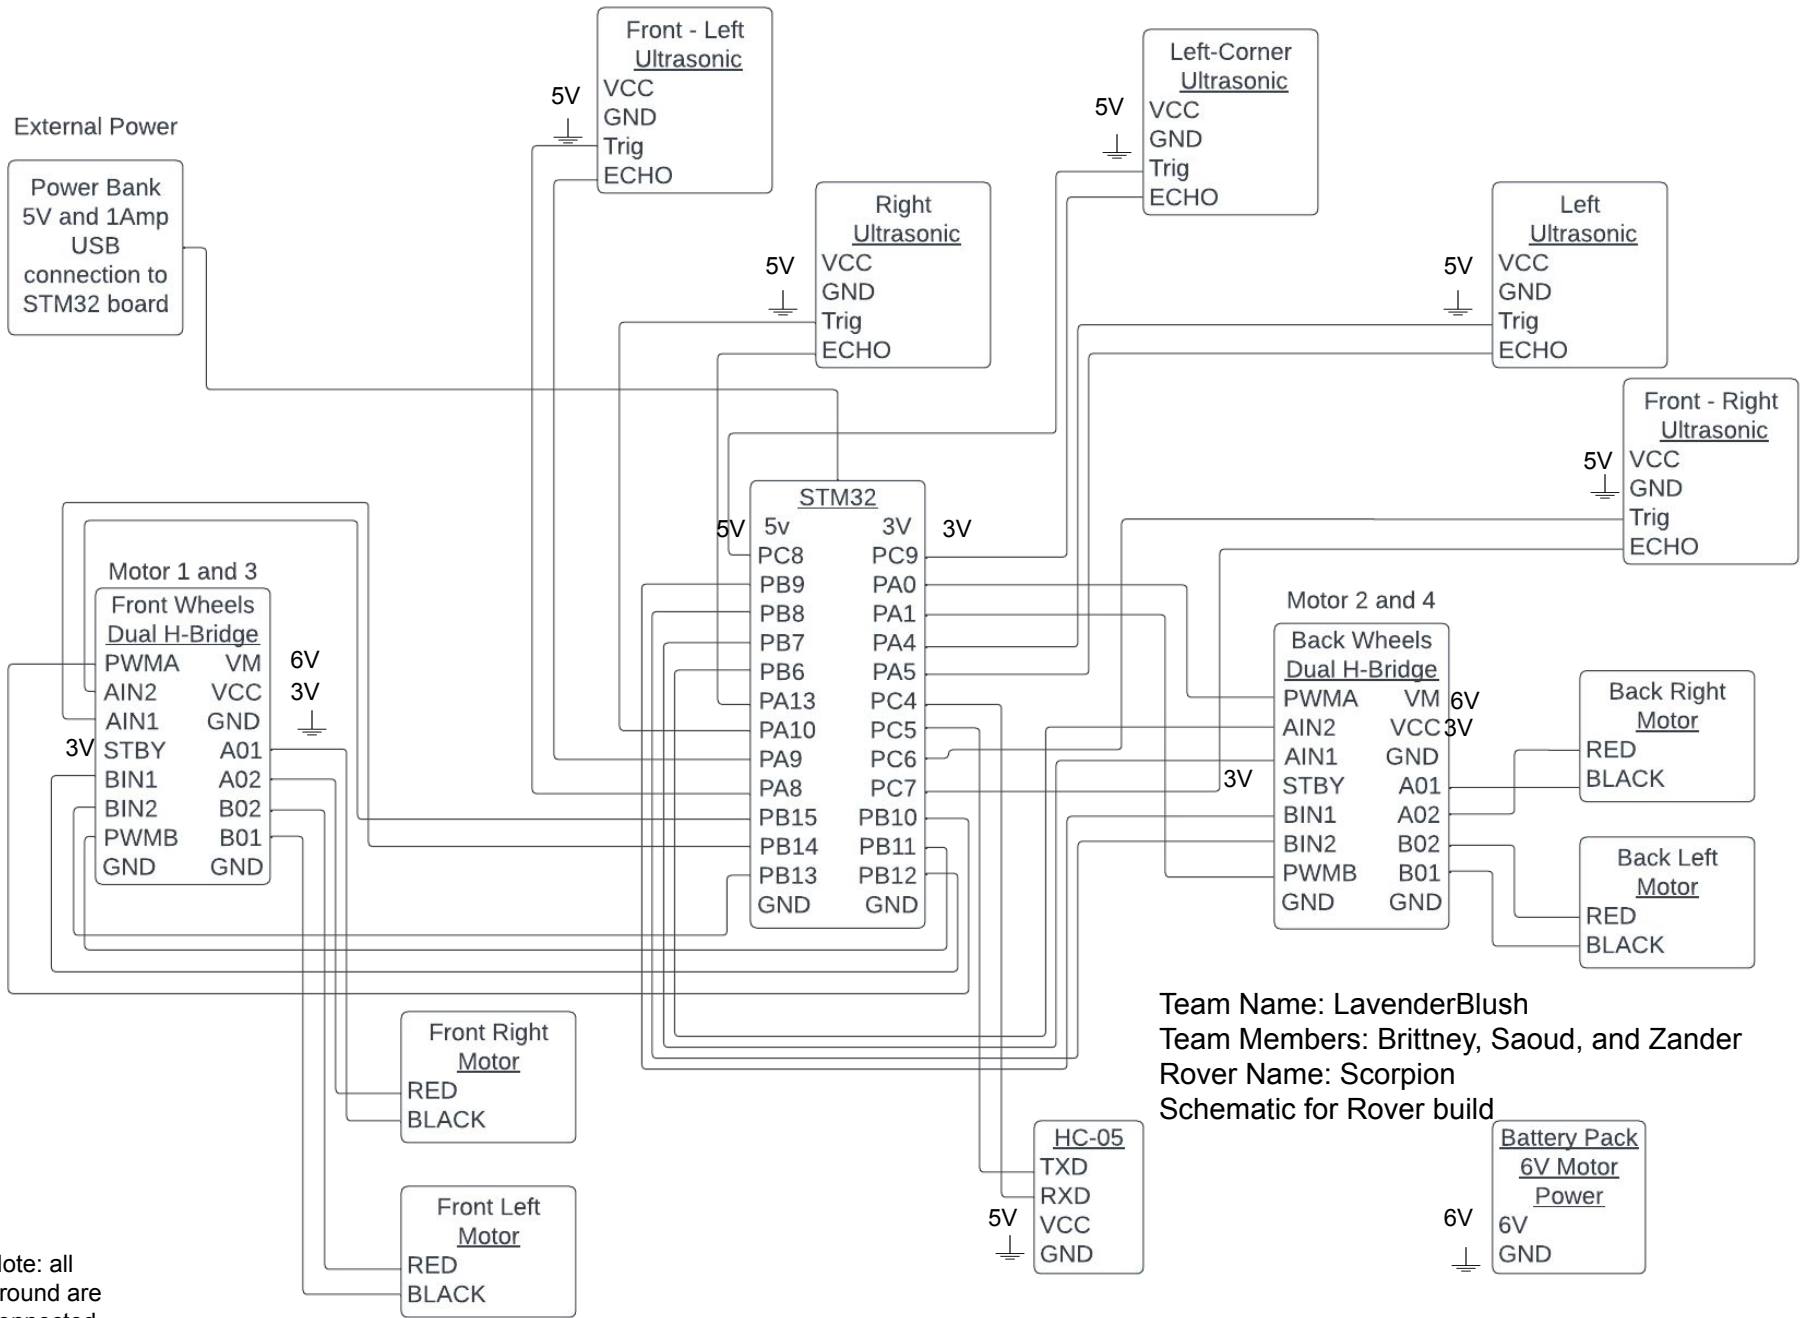 Front - Left
Ultrasonic
VCC
GND
Trig
ECHO
5V
Left-Corner
Ultrasonic
VCC
GND
Trig
ECHO
5V
External Power
Power Bank
5V and 1Amp
USB
connection to
STM32 board
Right
Ultrasonic
VCC
GND
Trig
ECHO
5V
Left
Ultrasonic
VCC
GND
Trig
ECHO
5V
Front - Right
Ultrasonic
VCC
GND
Trig
ECHO
5V
STM32
5V 5v 3V 3V
PC8 PC9
PB9 PA0
PB8 PA1
PB7 PA4
PB6 PA5
PA13 PC4
PA10 PC5
PA9 PC6
PA8 PC7
PB15 PB10
PB14 PB11
PB13 PB12
GND GND
Motor 1 and 3
Front Wheels
Dual H-Bridge
PWMA VM 6V
AIN2 VCC 3V
AIN1 GND
3V STBY A01
BIN1 A02
BIN2 B02
PWMB B01
GND GND
Motor 2 and 4
Back Wheels
Dual H-Bridge
PWMA VM 6V
AIN2 VCC 3V
AIN1 GND
3V STBY A01
BIN1 A02
BIN2 B02
PWMB B01
GND GND
Back Right
Motor
RED
BLACK
Back Left
Motor
RED
BLACK
Team Name: LavenderBlush
Team Members: Brittney, Saoud, and Zander
Rover Name: Scorpion
Schematic for Rover build
Front Right
Motor
RED
BLACK
Front Left
Motor
RED
BLACK
HC-05
TXD
RXD
5V VCC
GND
Battery Pack
6V Motor
Power
6V 6V
GND
lote: all
round are
onnected